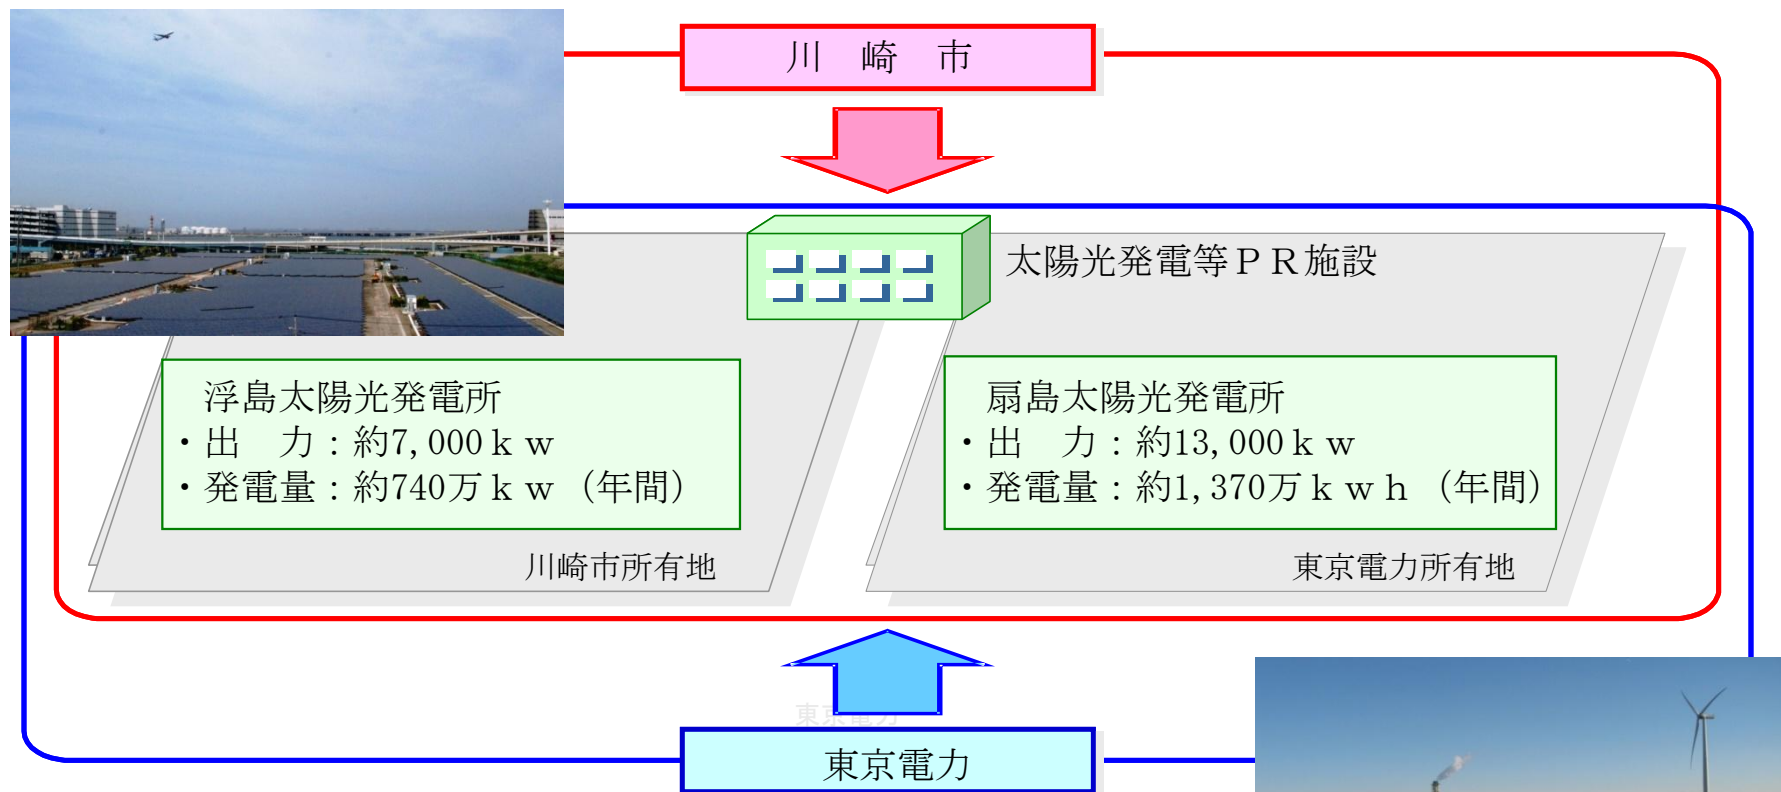 川　崎　市
太陽光発電等ＰＲ施設
浮島太陽光発電所
・出　力：約7,000ｋｗ
・発電量：約740万ｋｗ（年間）
川崎市所有地
扇島太陽光発電所
・出　力：約13,000ｋｗ
・発電量：約1,370万ｋｗｈ（年間）
東京電力所有地
東京電力
東京電力